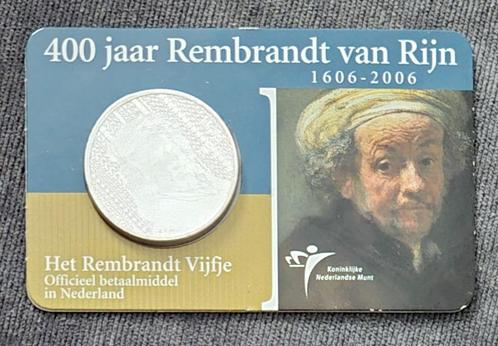 400 jaar Rembrandt van Rijn
1606-2006
Het Rembrandt Vijfje
Officieel betaalmiddel
in Nederland
Koninklijke
Nederlandse Munt